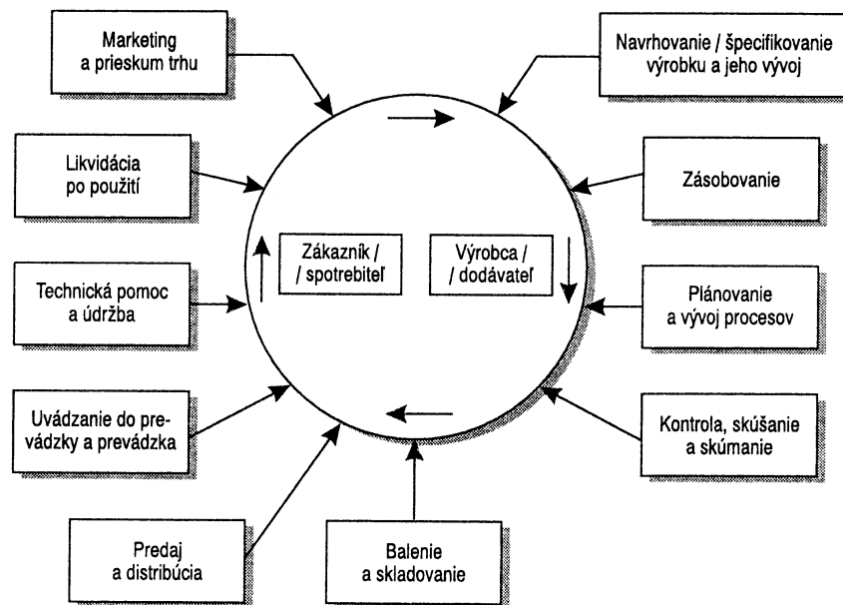 Marketing
a prieskum trhu
Navrhovanie / špecifikovanie
výrobku a jeho vývoj
Likvidácia
po použití
Zásobovanie
Zákazník /
/ spotrebiteľ
Výrobca /
/ dodávateľ
Technická pomoc
a údržba
Plánovanie
a vývoj procesov
Uvádzanie do pre-
vádzky a prevádzka
Kontrola, skúšanie
a skúmanie
Predaj
a distribúcia
Balenie
a skladovanie